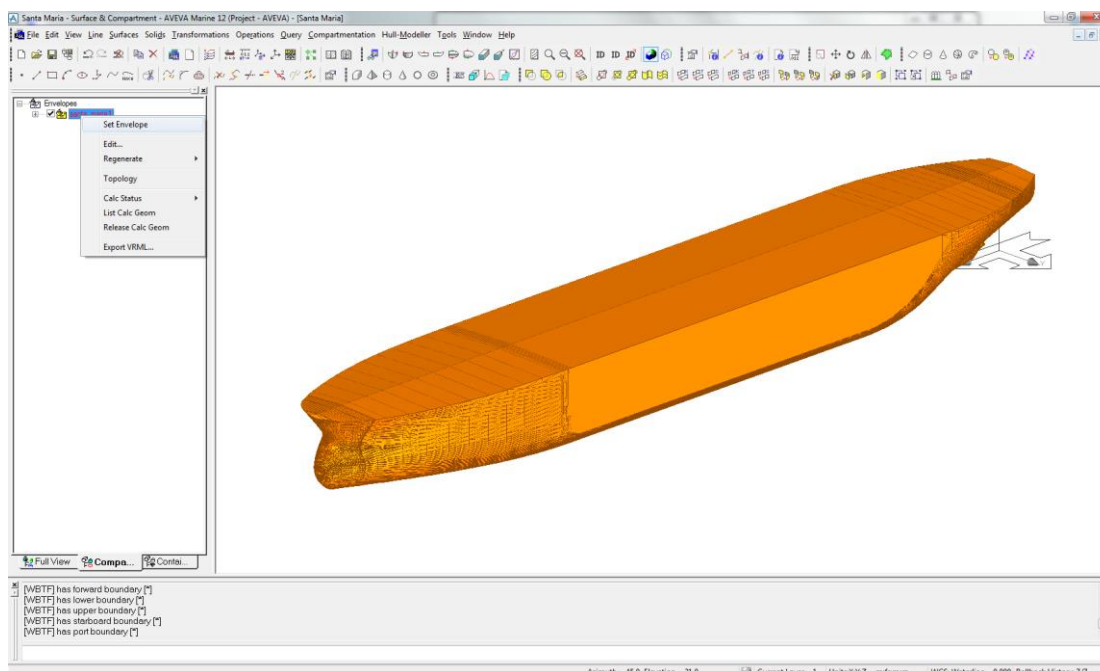 Santa Maria - Surface & Compartment - AVEVA Marine 12 (Project - AVEVA) - [Santa Maria]
File Edit View Line Surfaces Solids Transformations Operations Query Compartmentation Hull-Modeller Tools Window Help
ID ID
Envelopes
Set Envelope
Edit...
Regenerate
Topology
Calc Status
List Calc Geom
Release Calc Geom
Export VRML...
Y
Full View Compa... Contai...
[WBTF] has forward boundary [*]
[WBTF] has lower boundary [*]
[WBTF] has upper boundary [*]
[WBTF] has starboard boundary [*]
[WBTF] has port boundary [*]